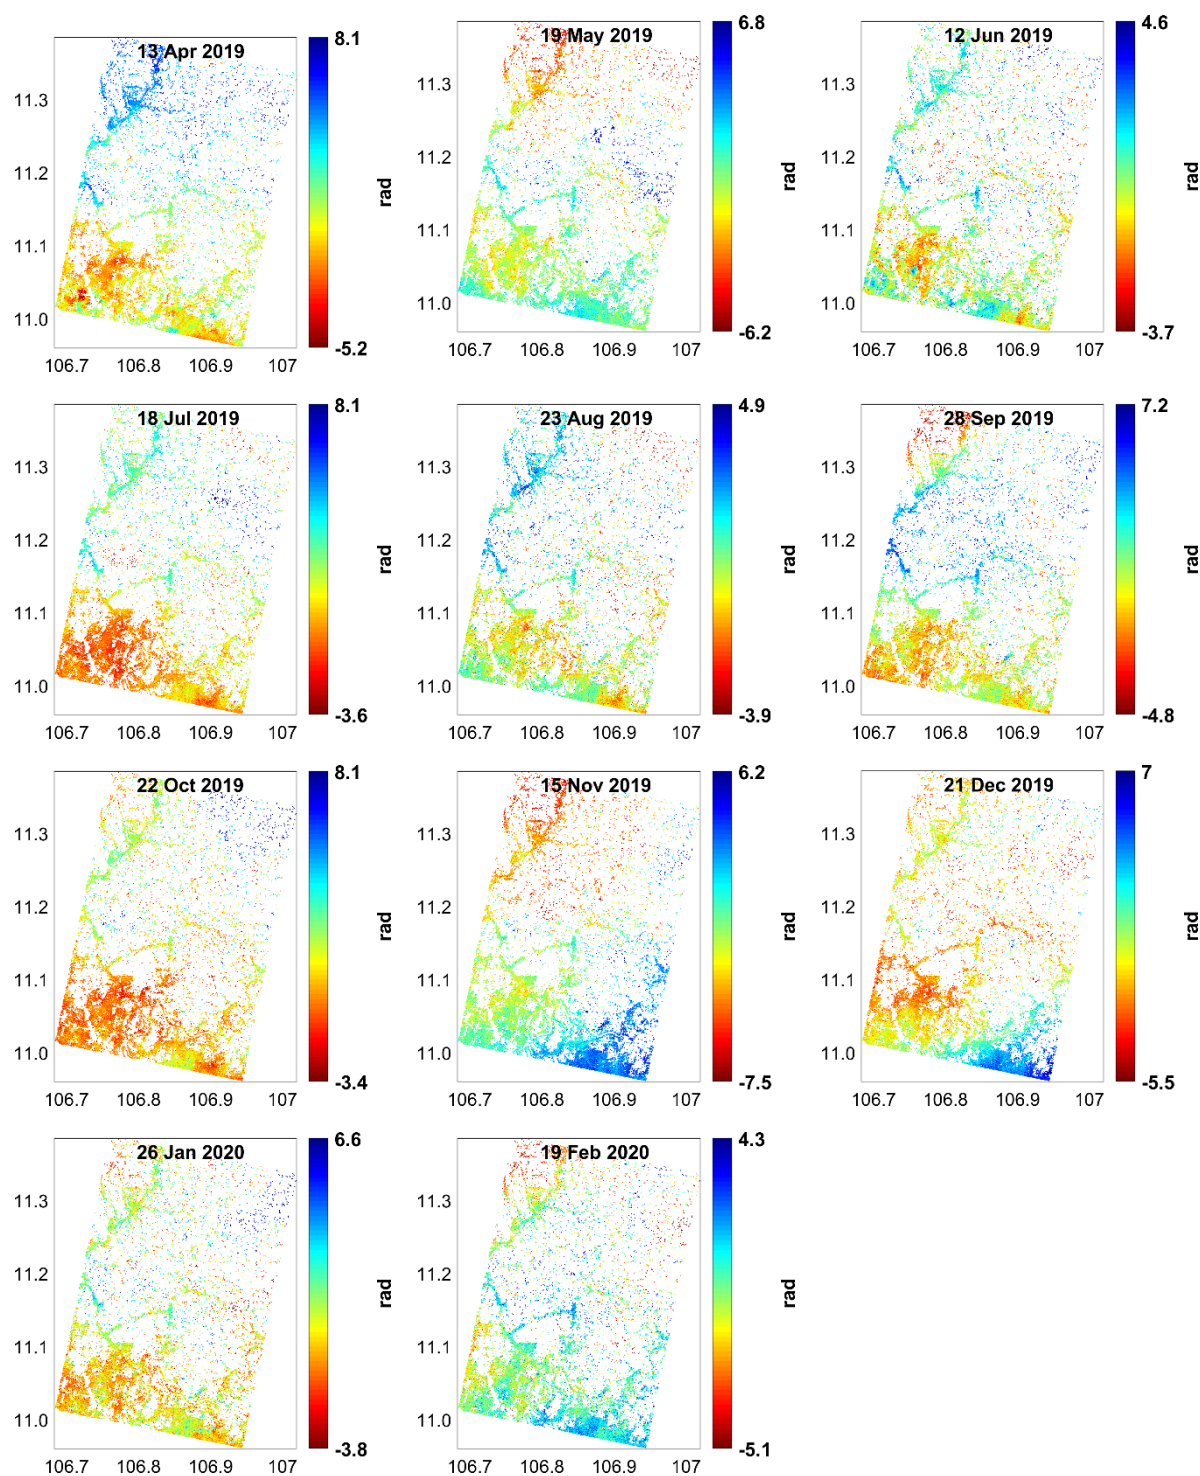 13 Apr 2019
8.1
11.3
11.2
11.1
11.0
rad
-5.2
106.7 106.8 106.9 107
19 May 2019
6.8
11.3
11.2
11.1
11.0
rad
-6.2
106.7 106.8 106.9 107
12 Jun 2019
4.6
11.3
11.2
11.1
11.0
rad
-3.7
106.7 106.8 106.9 107
18 Jul 2019
8.1
11.3
11.2
11.1
11.0
rad
-3.6
106.7 106.8 106.9 107
23 Aug 2019
4.9
11.3
11.2
11.1
11.0
rad
-3.9
106.7 106.8 106.9 107
28 Sep 2019
7.2
11.3
11.2
11.1
11.0
rad
-4.8
106.7 106.8 106.9 107
22 Oct 2019
8.1
11.3
11.2
11.1
11.0
rad
-3.4
106.7 106.8 106.9 107
15 Nov 2019
6.2
11.3
11.2
11.1
11.0
rad
-7.5
106.7 106.8 106.9 107
21 Dec 2019
7
11.3
11.2
11.1
11.0
rad
-5.5
106.7 106.8 106.9 107
26 Jan 2020
6.6
11.3
11.2
11.1
11.0
rad
-3.8
106.7 106.8 106.9 107
19 Feb 2020
4.3
11.3
11.2
11.1
11.0
rad
-5.1
106.7 106.8 106.9 107